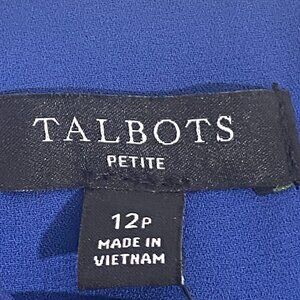 TALBOTS
PETITE
12P
MADE IN
VIETNAM